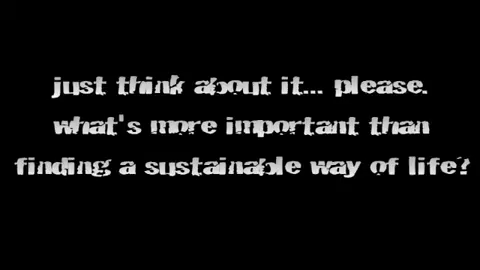 just think about it... please.
what's more important than
finding a sustainable way of life?